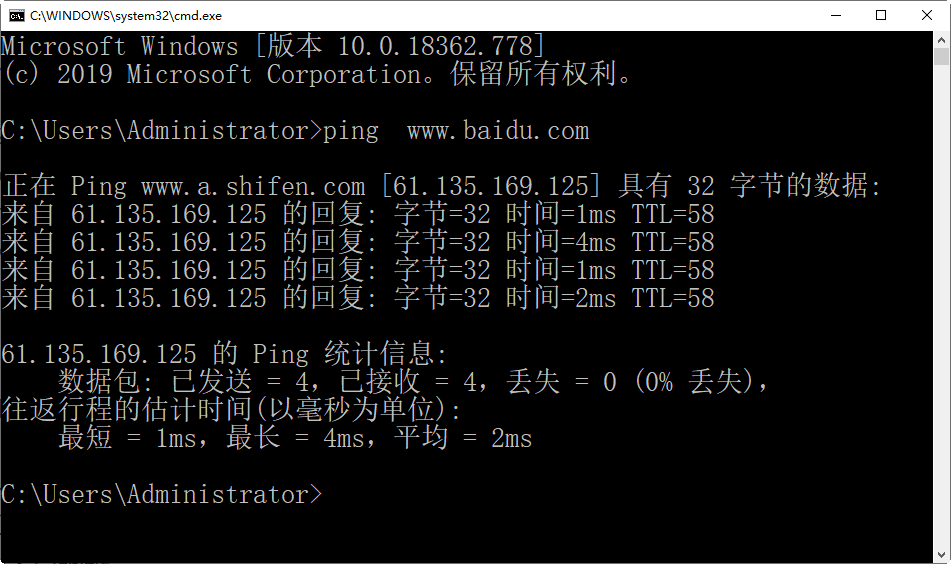 C:\WINDOWS\system32\cmd.exe
Microsoft Windows [版本 10.0.18362.778]
(c) 2019 Microsoft Corporation。保留所有权利。
C:\Users\Administrator>ping  www.baidu.com
正在 Ping www.a.shifen.com [61.135.169.125] 具有 32 字节的数据:
来自 61.135.169.125 的回复: 字节=32 时间=1ms TTL=58
来自 61.135.169.125 的回复: 字节=32 时间=4ms TTL=58
来自 61.135.169.125 的回复: 字节=32 时间=1ms TTL=58
来自 61.135.169.125 的回复: 字节=32 时间=2ms TTL=58
61.135.169.125 的 Ping 统计信息:
    数据包: 已发送 = 4，已接收 = 4，丢失 = 0 (0% 丢失)，
往返行程的估计时间(以毫秒为单位):
    最短 = 1ms，最长 = 4ms，平均 = 2ms
C:\Users\Administrator>